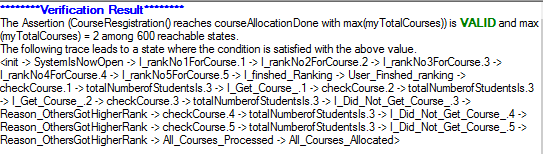 ********Verification Result********
The Assertion (CourseResgistration() reaches courseAllocationDone with max(myTotalCourses)) is VALID and max
(myTotalCourses) = 2 among 600 reachable states.
The following trace leads to a state where the condition is satisfied with the above value.
<init -> SystemIsNowOpen -> I_rankNo1ForCourse.1 -> I_rankNo2ForCourse.2 -> I_rankNo3ForCourse.3 ->
I_rankNo4ForCourse.4 -> I_rankNo5ForCourse.5 -> I_finshed_Ranking -> User_Finshed_ranking ->
checkCourse.1 -> totalNumberofStudentsIs.3 -> I_Get_Course_.1 -> checkCourse.2 -> totalNumberofStudentsIs.3
-> I_Get_Course_.2 -> checkCourse.3 -> totalNumberofStudentsIs.3 -> I_Did_Not_Get_Course_.3 ->
Reason_OthersGotHigherRank -> checkCourse.4 -> totalNumberofStudentsIs.3 -> I_Did_Not_Get_Course_.4 ->
Reason_OthersGotHigherRank -> checkCourse.5 -> totalNumberofStudentsIs.3 -> I_Did_Not_Get_Course_.5 ->
Reason_OthersGotHigherRank -> All_Courses_Processed -> All_Courses_Allocated>